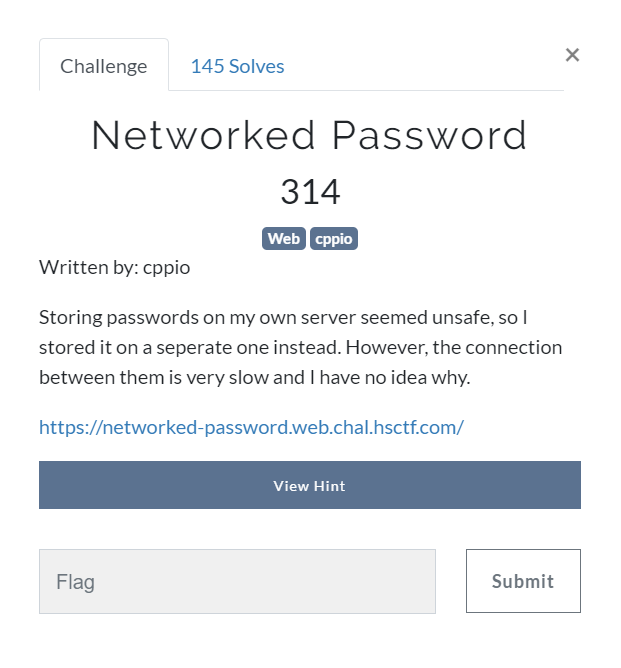 Challenge
145 Solves
×
Networked Password
314
Web cppio
Written by: cppio
Storing passwords on my own server seemed unsafe, so I
stored it on a seperate one instead. However, the connection
between them is very slow and I have no idea why.
https://networked-password.web.chal.hsctf.com/
View Hint
Flag
Submit